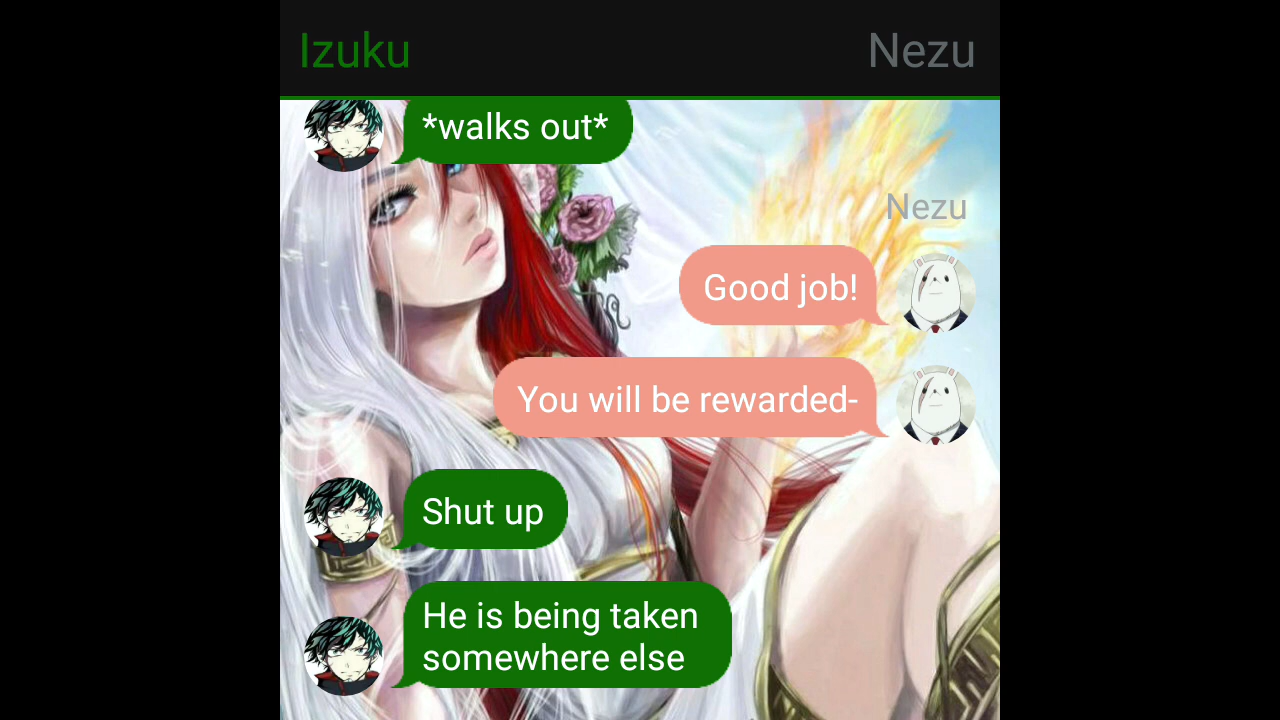 Izuku
Nezu
*walks out*
Nezu
Good job!
You will be rewarded-
Shut up
He is being taken
somewhere else